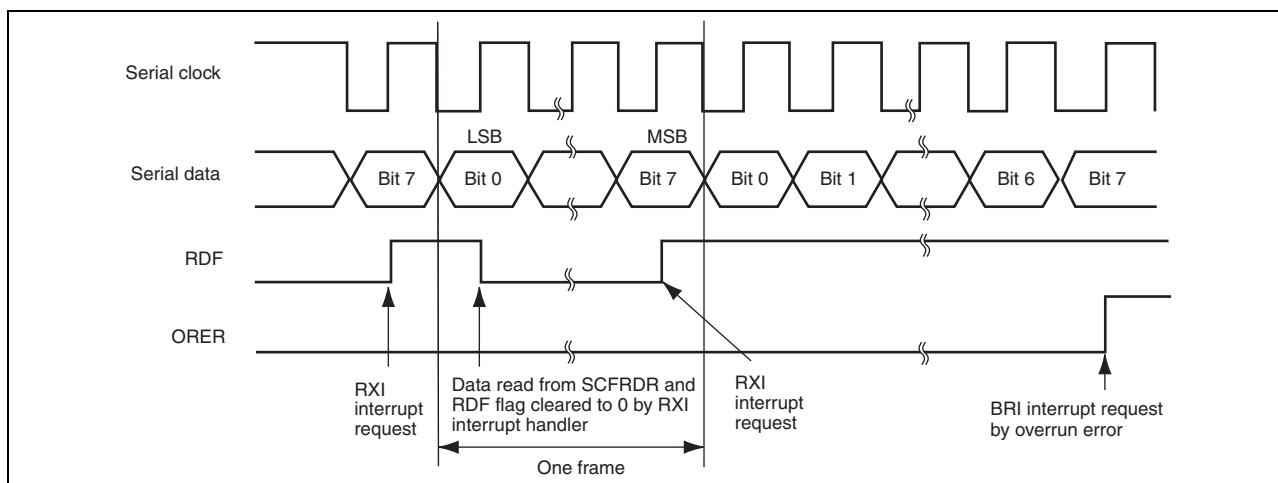 Serial clock
LSB
MSB
Serial data
Bit 7
Bit 0
Bit 7
Bit 0
Bit 1
Bit 6
Bit 7
RDF
ORER
RXI
interrupt
request
Data read from SCFRDR and
RDF flag cleared to 0 by RXI
interrupt handler
RXI
interrupt
request
BRI interrupt request
by overrun error
One frame